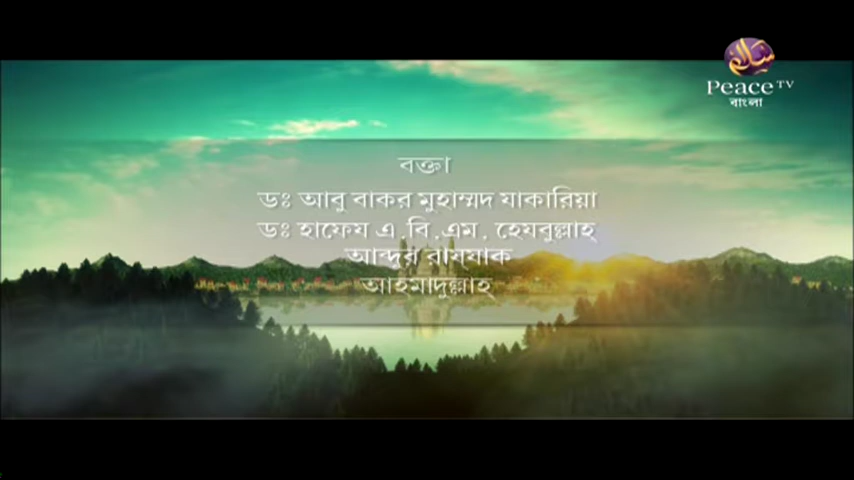 Peace TV
বাংলা
বক্তা
ডঃ আবু বাকর মুহাম্মদ যাকারিয়া
ডঃ হাফেয এ.বি.এম. হেযবুল্লাহ্
আব্দুর রায্‌যাক
আহমাদুল্লাহ্